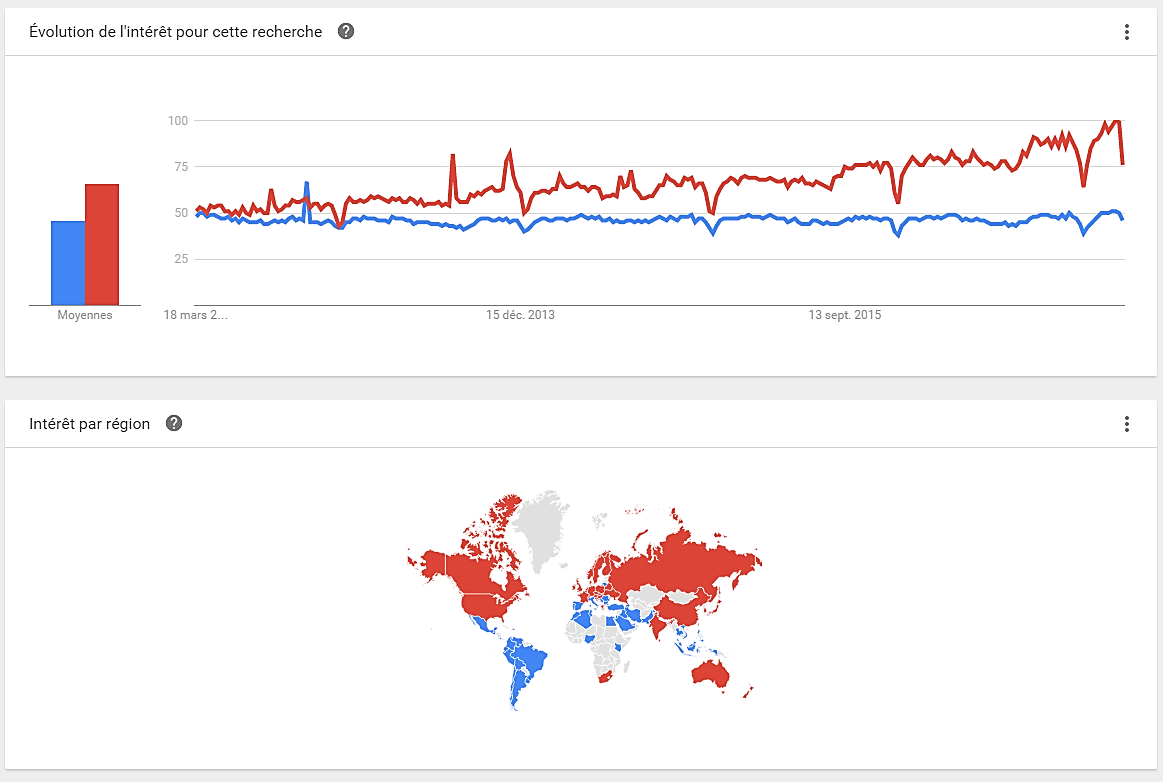 Évolution de l'intérêt pour cette recherche ?
100
75
50
25
Moyennes
18 mars 2...
15 déc. 2013
13 sept. 2015
Intérêt par région ?